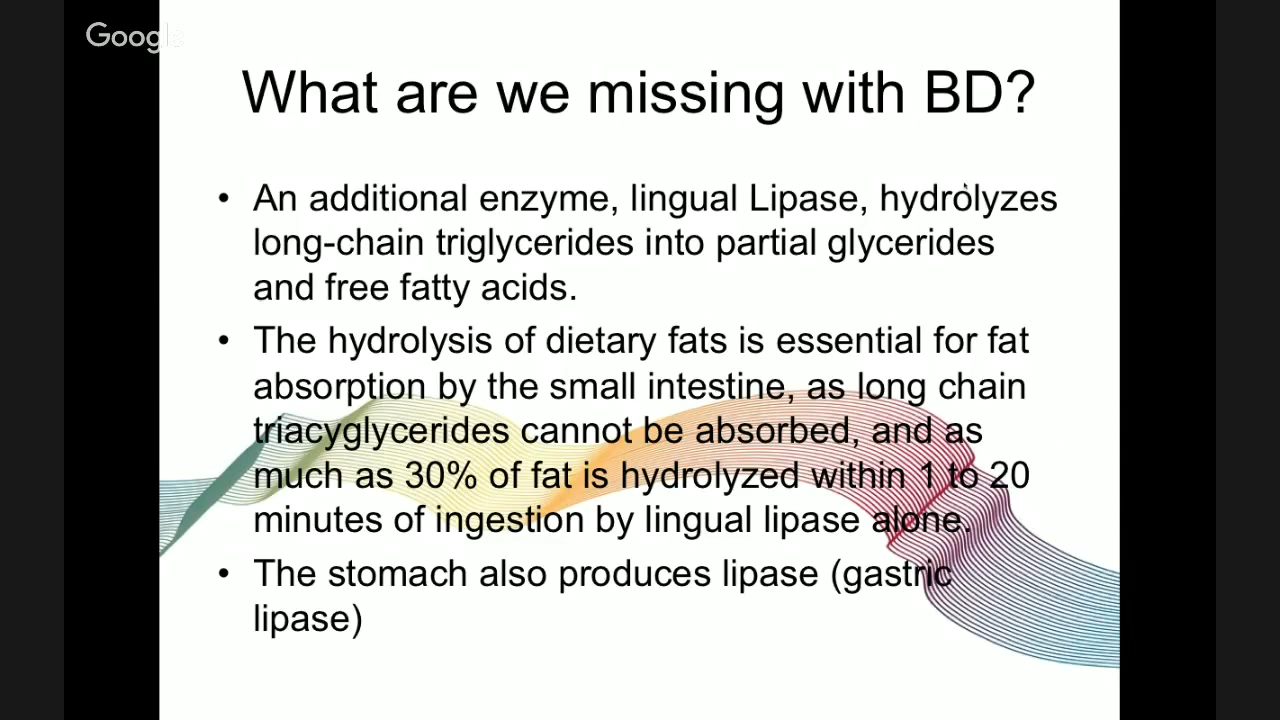 Google
What are we missing with BD?
• An additional enzyme, lingual Lipase, hydrolyzes
long-chain triglycerides into partial glycerides
and free fatty acids.
• The hydrolysis of dietary fats is essential for fat
absorption by the small intestine, as long chain
triacyglycerides cannot be absorbed, and as
much as 30% of fat is hydrolyzed within 1 to 20
minutes of ingestion by lingual lipase alone.
• The stomach also produces lipase (gastric
lipase)